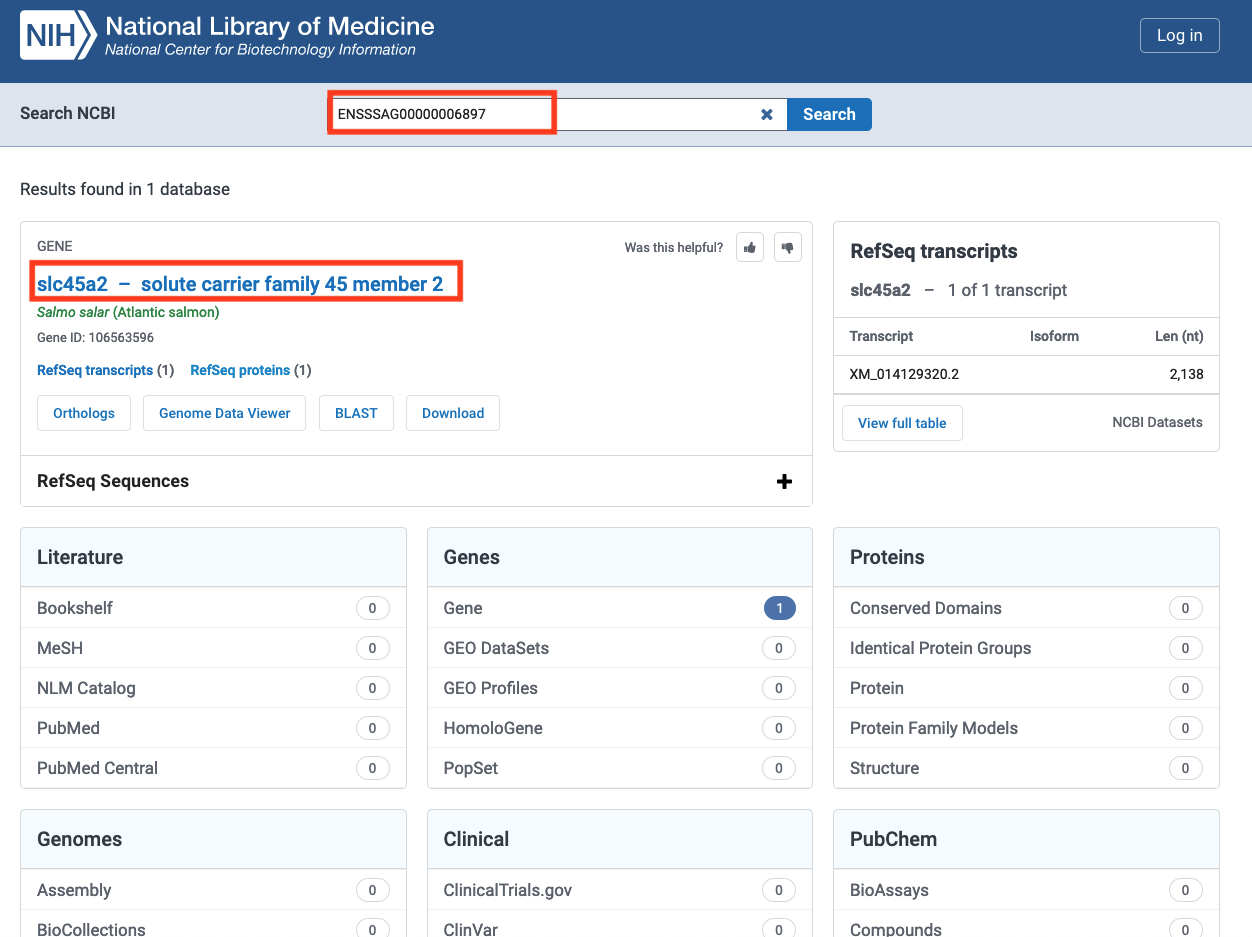 NIH National Library of Medicine
National Center for Biotechnology Information
Log in
Search NCBI
ENSSSAG00000006897
Search
Results found in 1 database
GENE
Was this helpful?
slc45a2 – solute carrier family 45 member 2
Salmo salar (Atlantic salmon)
Gene ID: 106563596
RefSeq transcripts (1) RefSeq proteins (1)
Orthologs Genome Data Viewer BLAST Download
RefSeq Sequences
RefSeq transcripts
slc45a2 – 1 of 1 transcript
Transcript Isoform Len (nt)
XM_014129320.2 2,138
View full table NCBI Datasets
Literature
Bookshelf 0
MeSH 0
NLM Catalog 0
PubMed 0
PubMed Central 0
Genes
Gene 1
GEO DataSets 0
GEO Profiles 0
HomoloGene 0
PopSet 0
Proteins
Conserved Domains 0
Identical Protein Groups 0
Protein 0
Protein Family Models 0
Structure 0
Genomes
Assembly 0
BioCollections 0
Clinical
ClinicalTrials.gov 0
ClinVar 0
PubChem
BioAssays 0
Compounds 0